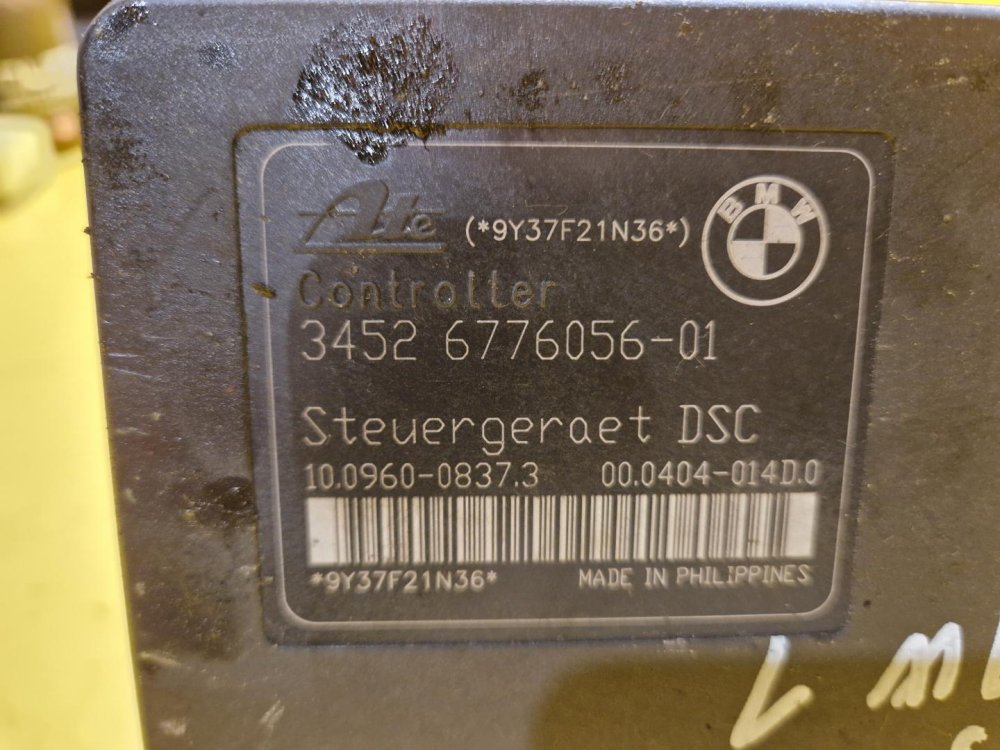 Ate (*9Y37F21N36*) BMW
Controller
3452 6776056-01
Steuergeraet DSC
10.0960-0837.3 00.0404-014D.0
*9Y37F21N36* MADE IN PHILIPPINES